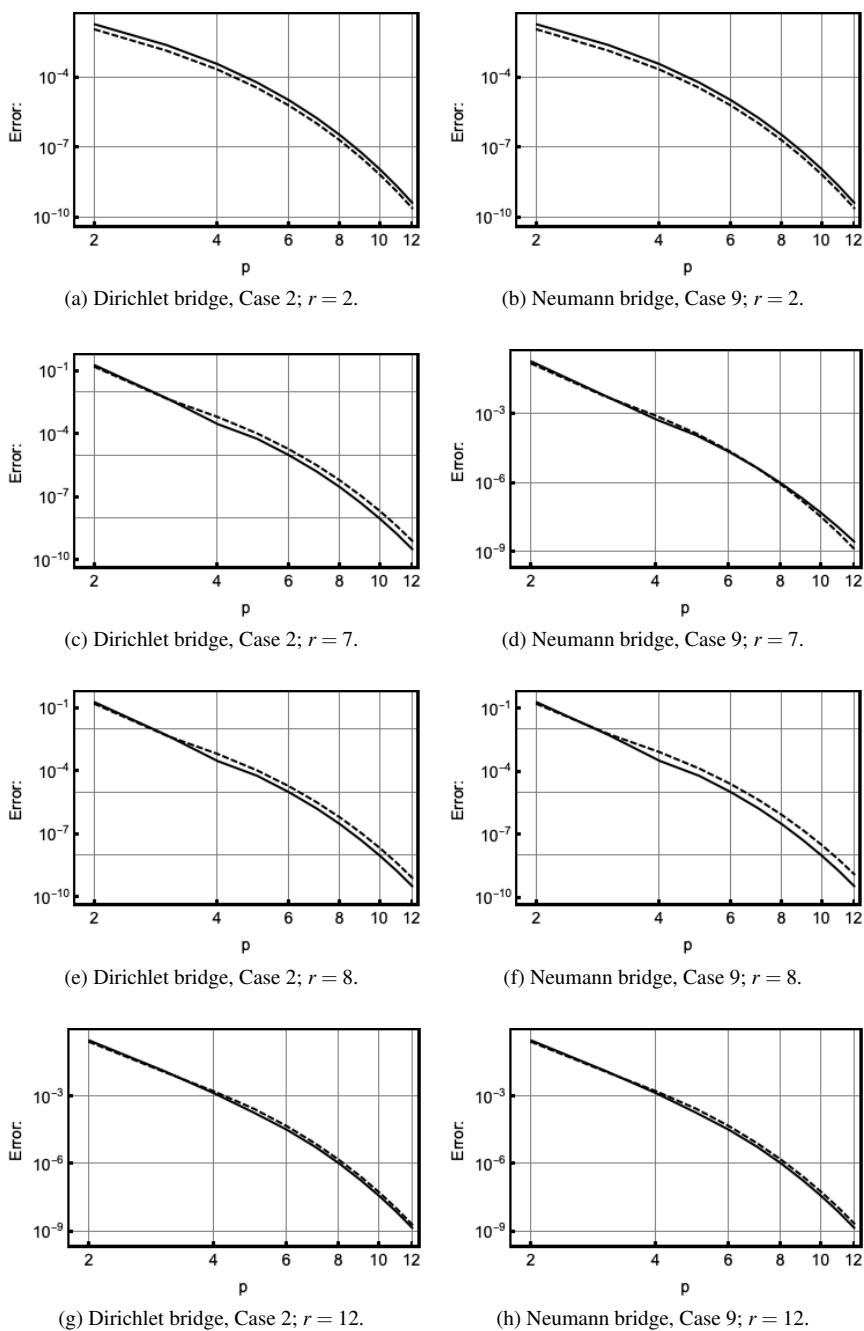 10⁻⁴
10⁻⁷
10⁻¹⁰
Error:
2 4 6 8 10 12
p
(a) Dirichlet bridge, Case 2; r = 2.
10⁻⁴
10⁻⁷
10⁻¹⁰
Error:
2 4 6 8 10 12
p
(b) Neumann bridge, Case 9; r = 2.
10⁻¹
10⁻⁴
10⁻⁷
10⁻¹⁰
Error:
2 4 6 8 10 12
p
(c) Dirichlet bridge, Case 2; r = 7.
10⁻³
10⁻⁶
10⁻⁹
Error:
2 4 6 8 10 12
p
(d) Neumann bridge, Case 9; r = 7.
10⁻¹
10⁻⁴
10⁻⁷
10⁻¹⁰
Error:
2 4 6 8 10 12
p
(e) Dirichlet bridge, Case 2; r = 8.
10⁻¹
10⁻⁴
10⁻⁷
10⁻¹⁰
Error:
2 4 6 8 10 12
p
(f) Neumann bridge, Case 9; r = 8.
10⁻³
10⁻⁶
10⁻⁹
Error:
2 4 6 8 10 12
p
(g) Dirichlet bridge, Case 2; r = 12.
10⁻³
10⁻�6
10⁻⁹
Error:
2 4 6 8 10 12
p
(h) Neumann bridge, Case 9; r = 12.